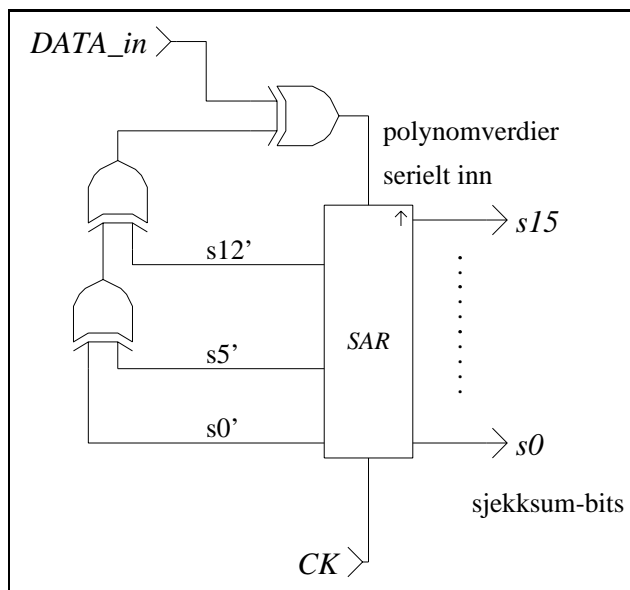 DATA_in
polynomverdier
serielt inn
s15
s12’
SAR
s5’
s0’
s0
sjekksum-bits
CK